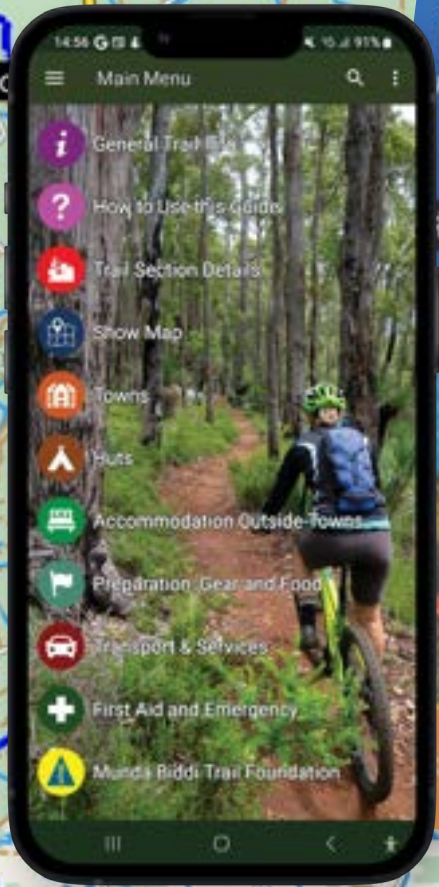 14:56 G 91%
Main Menu
General Trail Info
How to Use this Guide
Trail Section Details
Show Map
Towns
Huts
Accommodation Outside Towns
Preparation, Gear and Food
Transport & Services
First Aid and Emergency
Munda Biddi Trail Foundation